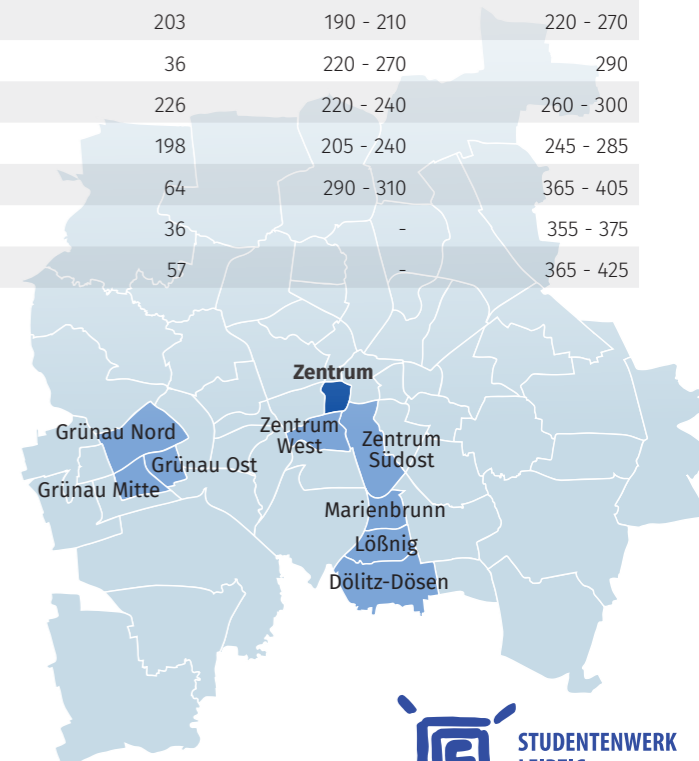 203 190 - 210 220 - 270
36 220 - 270 290
226 220 - 240 260 - 300
198 205 - 240 245 - 285
64 290 - 310 365 - 405
36 - 355 - 375
57 - 365 - 425
Zentrum
Grünau Nord
Zentrum
West
Zentrum
Südost
Grünau Ost
Grünau Mitte
Marienbrunn
Lößnig
Dölitz-Dösen
STUDENTENWERK
LEIPZIG